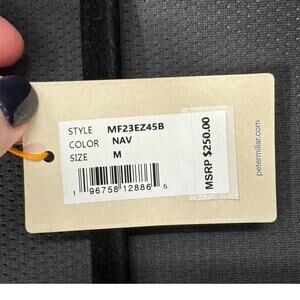 STYLE MF23EZ45B
COLOR NAV
SIZE M
1 96758 12886 6
MSRP $250.00
petermillar.com